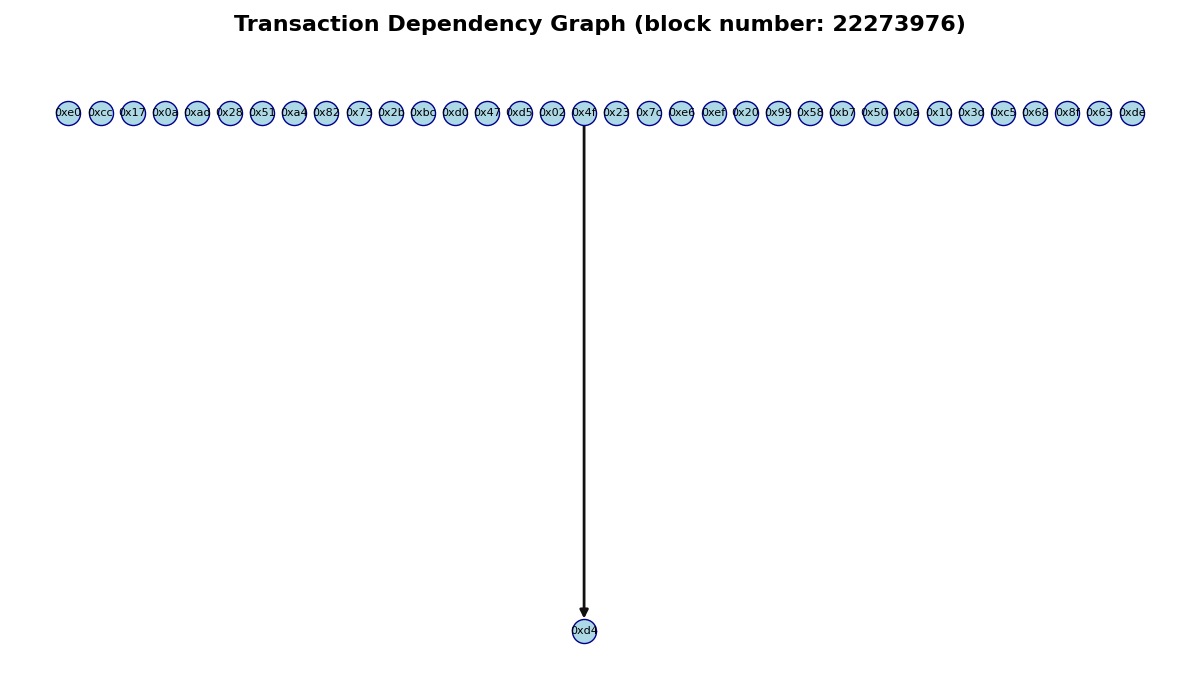 Transaction Dependency Graph (block number: 22273976)
0xe0 0xcc 0x17 0x0a 0xad 0x28 0x51 0xa4 0x82 0x73 0x2b 0xbc 0xd0 0x47 0xd5 0x02 0x4f 0x23 0x7c 0xe6 0xef 0x20 0x99 0x58 0xb7 0x50 0x0a 0x10 0x3d 0xc5 0x68 0x8f 0x63 0xde
0xd4